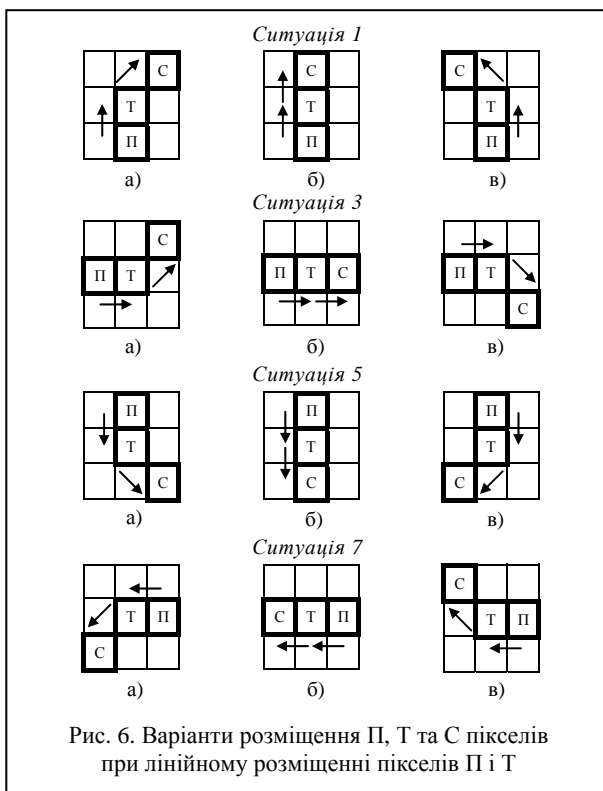 Ситуація 1
С С С
Т Т Т
П П П
а) б) в)
Ситуація 3
С
П Т П Т С П Т
С
а) б) в)
Ситуація 5
П П П
Т Т Т
С С С
а) б) в)
Ситуація 7
С
Т П С Т П Т П
С
а) б) в)
Рис. 6. Варіанти розміщення П, Т та С пікселів
при лінійному розміщенні пікселів П і Т